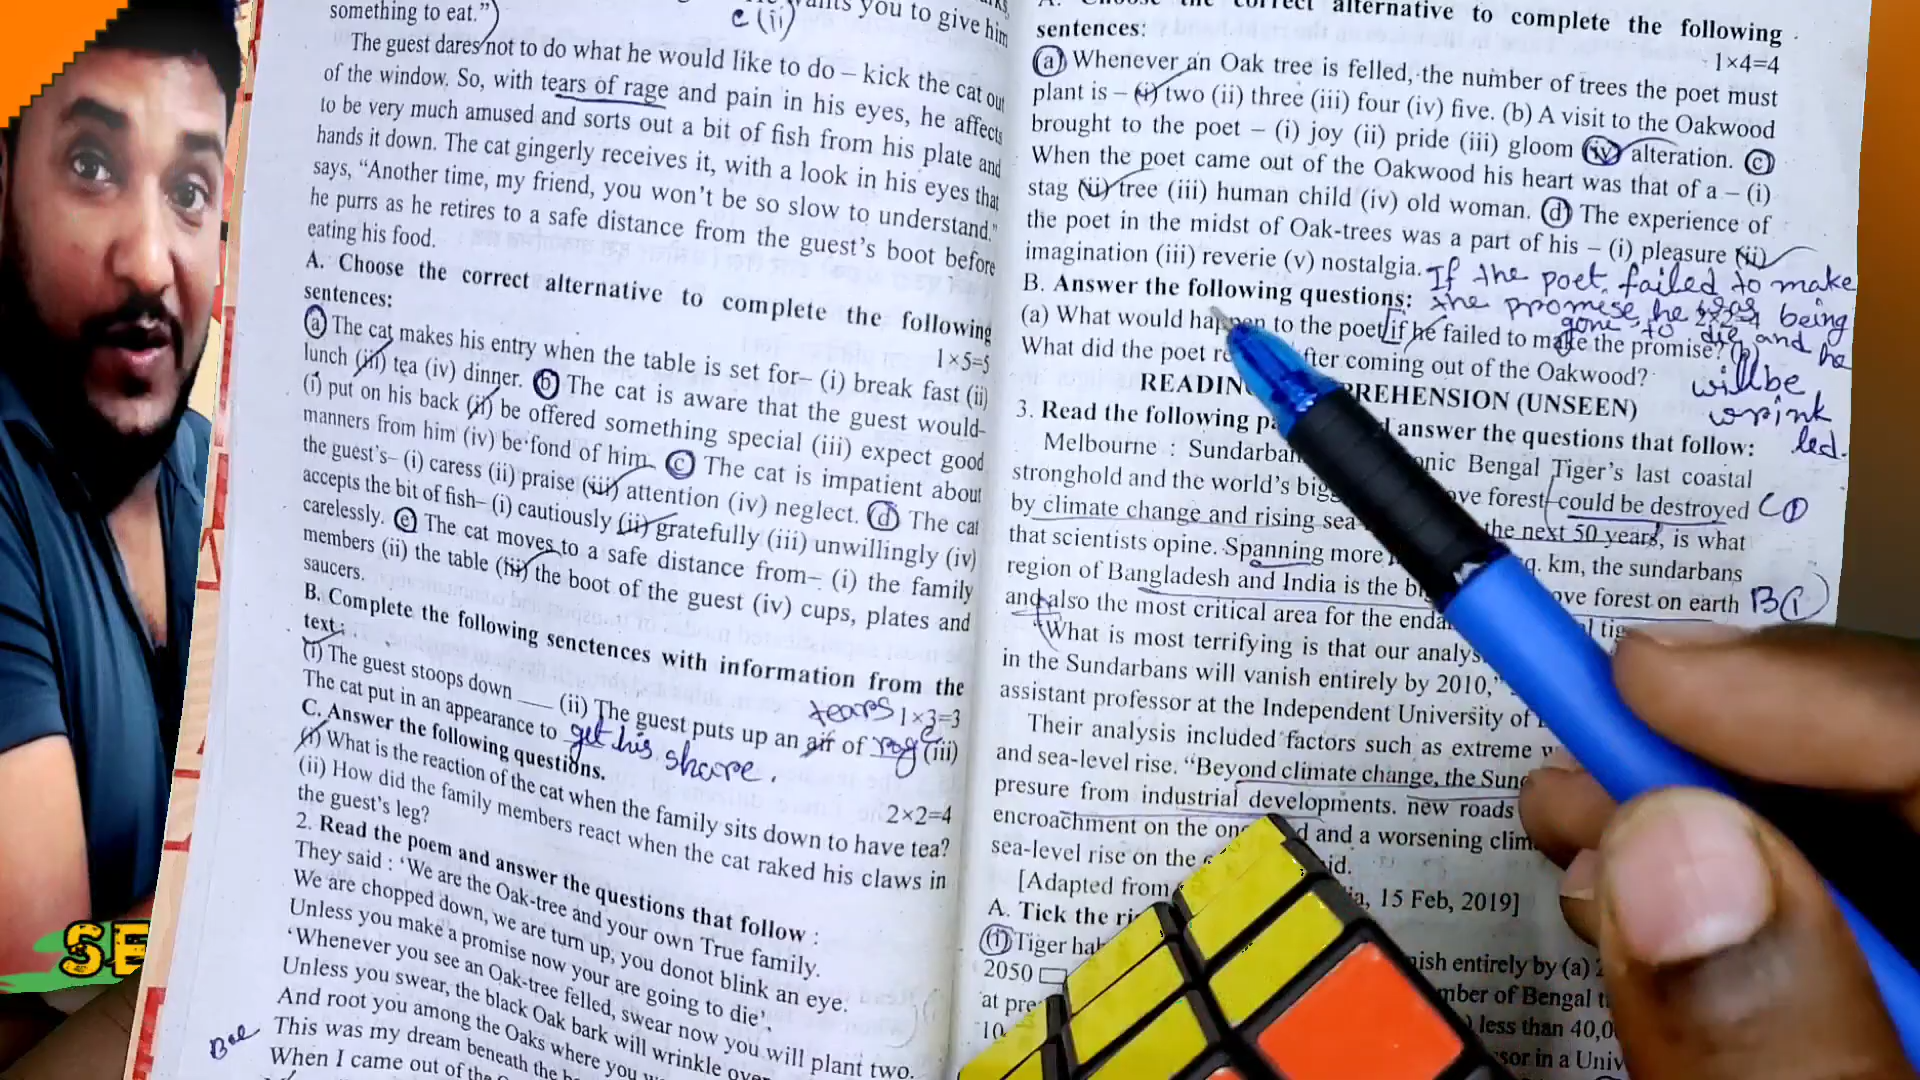 something to eat."
wants you to give him
e (ii)
The guest dares not to do what he would like to do – kick the cat out
of the window. So, with tears of rage and pain in his eyes, he affects
to be very much amused and sorts out a bit of fish from his plate and
hands it down. The cat gingerly receives it, with a look in his eyes that
says, "Another time, my friend, you won't be so slow to understand."
he purrs as he retires to a safe distance from the guest's boot before
eating his food.
A. Choose the correct alternative to complete the following
sentences:
1×5=5
(a) The cat makes his entry when the table is set for– (i) break fast (ii)
lunch (iii) tea (iv) dinner. (b) The cat is aware that the guest would–
(i) put on his back (ii) be offered something special (iii) expect good
manners from him (iv) be fond of him. (c) The cat is impatient about
the guest's– (i) caress (ii) praise (iii) attention (iv) neglect. (d) The cat
accepts the bit of fish– (i) cautiously (ii) gratefully (iii) unwillingly (iv)
carelessly. (e) The cat moves to a safe distance from– (i) the family
members (ii) the table (iii) the boot of the guest (iv) cups, plates and
saucers.
B. Complete the following senctences with information from the
text:
tears 1×3=3
(i) The guest stoops down ___ (ii) The guest puts up an air of rage (iii)
The cat put in an appearance to get his share.
C. Answer the following questions.
2×2=4
(i) What is the reaction of the cat when the family sits down to have tea?
(ii) How did the family members react when the cat raked his claws in
the guest's leg?
2. Read the poem and answer the questions that follow :
They said : 'We are the Oak-tree and your own True family.
We are chopped down, we are turn up, you donot blink an eye.
Unless you make a promise now your are going to die'.
'Whenever you see an Oak-tree felled, swear now you will plant two.
Unless you swear, the black Oak bark will wrinkle over
And root you among the Oaks where you
This was my dream beneath the
When I came out of the
correct alternative to complete the following
sentences:
1×4=4
(a) Whenever an Oak tree is felled, the number of trees the poet must
plant is – (i) two (ii) three (iii) four (iv) five. (b) A visit to the Oakwood
brought to the poet – (i) joy (ii) pride (iii) gloom (iv) alteration. (c)
When the poet came out of the Oakwood his heart was that of a – (i)
stag (ii) tree (iii) human child (iv) old woman. (d) The experience of
the poet in the midst of Oak-trees was a part of his – (i) pleasure (ii)
imagination (iii) reverie (v) nostalgia.
If the poet failed to make
the promise he being
gone to die and he
will be
wrink
led.
B. Answer the following questions:
2×2=4
(a) What would happen to the poet if he failed to make the promise? (b)
What did the poet after coming out of the Oakwood?
READING COMPREHENSION (UNSEEN)
3. Read the following answer the questions that follow:
Melbourne : Sundarban Bengal Tiger's last coastal
stronghold and the world's forest–could be destroyed
C (i)
by climate change and rising sea the next 50 years, is what
that scientists opine. Spanning more km, the sundarbans
region of Bangladesh and India is the forest on earth
B (i)
and also the most critical area for the
"What is most terrifying is that our
in the Sundarbans will vanish entirely by 2010,"
assistant professor at the Independent University of
Their analysis included factors such as extreme
and sea-level rise. "Beyond climate change, the
presure from industrial developments. new roads
encroachment on the and a worsening
sea-level rise on the
[Adapted from 15 Feb, 2019]
A. Tick the
(i) Tiger entirely by (a)
2050 of Bengal
at less than
10
in a
SE